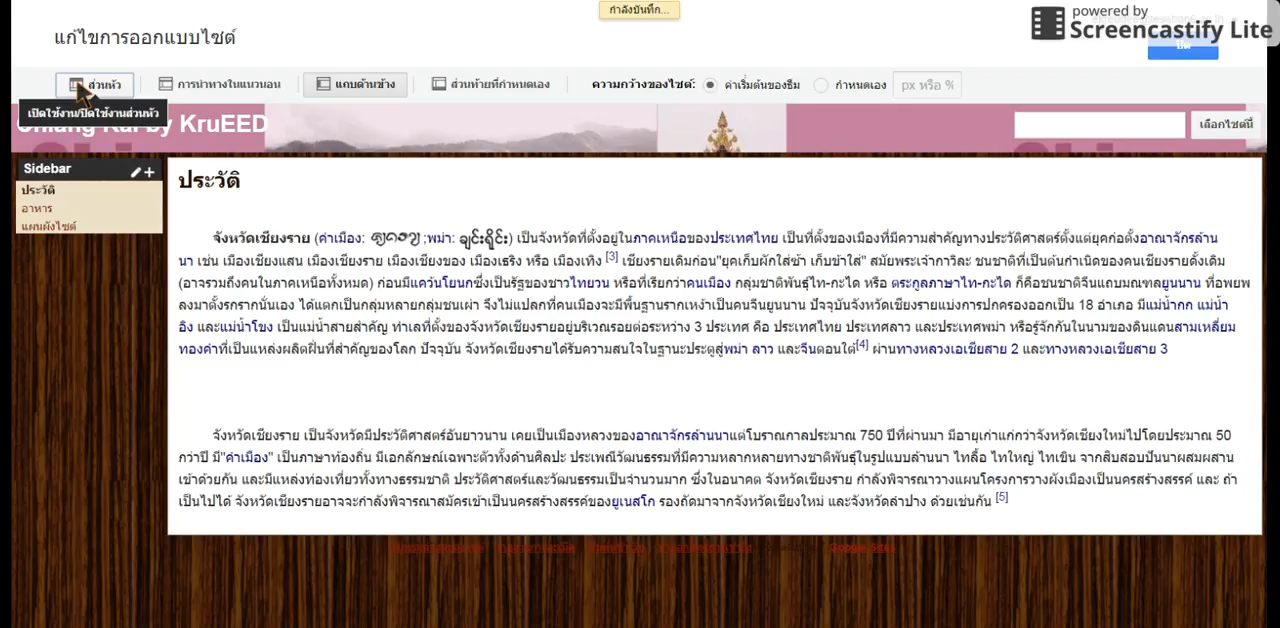 กำลังบันทึก...
powered by
Screencastify Lite
แก้ไขการออกแบบไซต์
ปิด
ส่วนหัว
การนำทางในแนวนอน
แถบด้านข้าง
ส่วนท้ายที่กำหนดเอง
ความกว้างของไซต์:
ค่าเริ่มต้นของธีม
กำหนดเอง
px หรือ %
เปิดใช้งาน/ปิดใช้งานส่วนหัว
Chiang Rai by KruEED
เลือกไซต์นี้
Sidebar
ประวัติ
อาหาร
แผนผังไซต์
ประวัติ
จังหวัดเชียงราย (คำเมือง: ;พม่า: ချင်းရိုင်း) เป็นจังหวัดที่ตั้งอยู่ในภาคเหนือของประเทศไทย เป็นที่ตั้งของเมืองที่มีความสำคัญทางประวัติศาสตร์ตั้งแต่ยุคก่อตั้งอาณาจักรล้าน
นา เช่น เมืองเชียงแสน เมืองเชียงราย เมืองเชียงของ เมืองเธริง หรือ เมืองเทิง [3] เชียงรายเดิมก่อน"ยุคเก็บผักใส่ซ้า เก็บข้าใส่" สมัยพระเจ้ากาวิละ ชนชาติที่เป็นต้นกำเนิดของคนเชียงรายดั้งเดิม
(อาจรวมถึงคนในภาคเหนือทั้งหมด) ก่อนมีแคว้นโยนกซึ่งเป็นรัฐของชาวไทยวน หรือที่เรียกว่าคนเมือง กลุ่มชาติพันธุ์ไท-กะได หรือ ตระกูลภาษาไท-กะได ก็คือชนชาติจีนแถบมณฑลยูนนาน ที่อพยพ
ลงมาตั้งรกรากนั่นเอง ได้แตกเป็นกลุ่มหลายกลุ่มชนเผ่า จึงไม่แปลกที่คนเมืองจะมีพื้นฐานรากเหง้าเป็นคนจีนยูนนาน ปัจจุบันจังหวัดเชียงรายแบ่งการปกครองออกเป็น 18 อำเภอ มีแม่น้ำกก แม่น้ำ
อิง และแม่น้ำโขง เป็นแม่น้ำสายสำคัญ ทำเลที่ตั้งของจังหวัดเชียงรายอยู่บริเวณรอยต่อระหว่าง 3 ประเทศ คือ ประเทศไทย ประเทศลาว และประเทศพม่า หรือรู้จักกันในนามของดินแดนสามเหลี่ยม
ทองคำที่เป็นแหล่งผลิตฝิ่นที่สำคัญของโลก ปัจจุบัน จังหวัดเชียงรายได้รับความสนใจในฐานะประตูสู่พม่า ลาว และจีนตอนใต้[4] ผ่านทางหลวงเอเชียสาย 2 และทางหลวงเอเชียสาย 3
จังหวัดเชียงราย เป็นจังหวัดมีประวัติศาสตร์อันยาวนาน เคยเป็นเมืองหลวงของอาณาจักรล้านนาแต่โบราณกาลประมาณ 750 ปีที่ผ่านมา มีอายุเก่าแก่กว่าจังหวัดเชียงใหม่ไปโดยประมาณ 50
กว่าปี มี"คำเมือง" เป็นภาษาท้องถิ่น มีเอกลักษณ์เฉพาะตัวทั้งด้านศิลปะ ประเพณีวัฒนธรรมที่มีความหลากหลายทางชาติพันธุ์ในรูปแบบล้านนา ไทลื้อ ไทใหญ่ ไทเขิน จากสิบสอบปันนาผสมผสาน
เข้าด้วยกัน และมีแหล่งท่องเที่ยวทั้งทางธรรมชาติ ประวัติศาสตร์และวัฒนธรรมเป็นจำนวนมาก ซึ่งในอนาคต จังหวัดเชียงราย กำลังพิจารณาวางแผนโครงการวางผังเมืองเป็นนครสร้างสรรค์ และ ถ้า
เป็นไปได้ จังหวัดเชียงรายอาจจะกำลังพิจารณาสมัครเข้าเป็นนครสร้างสรรค์ของยูเนสโก รองถัดมาจากจังหวัดเชียงใหม่ และจังหวัดลำปาง ด้วยเช่นกัน [5]
Google Sites